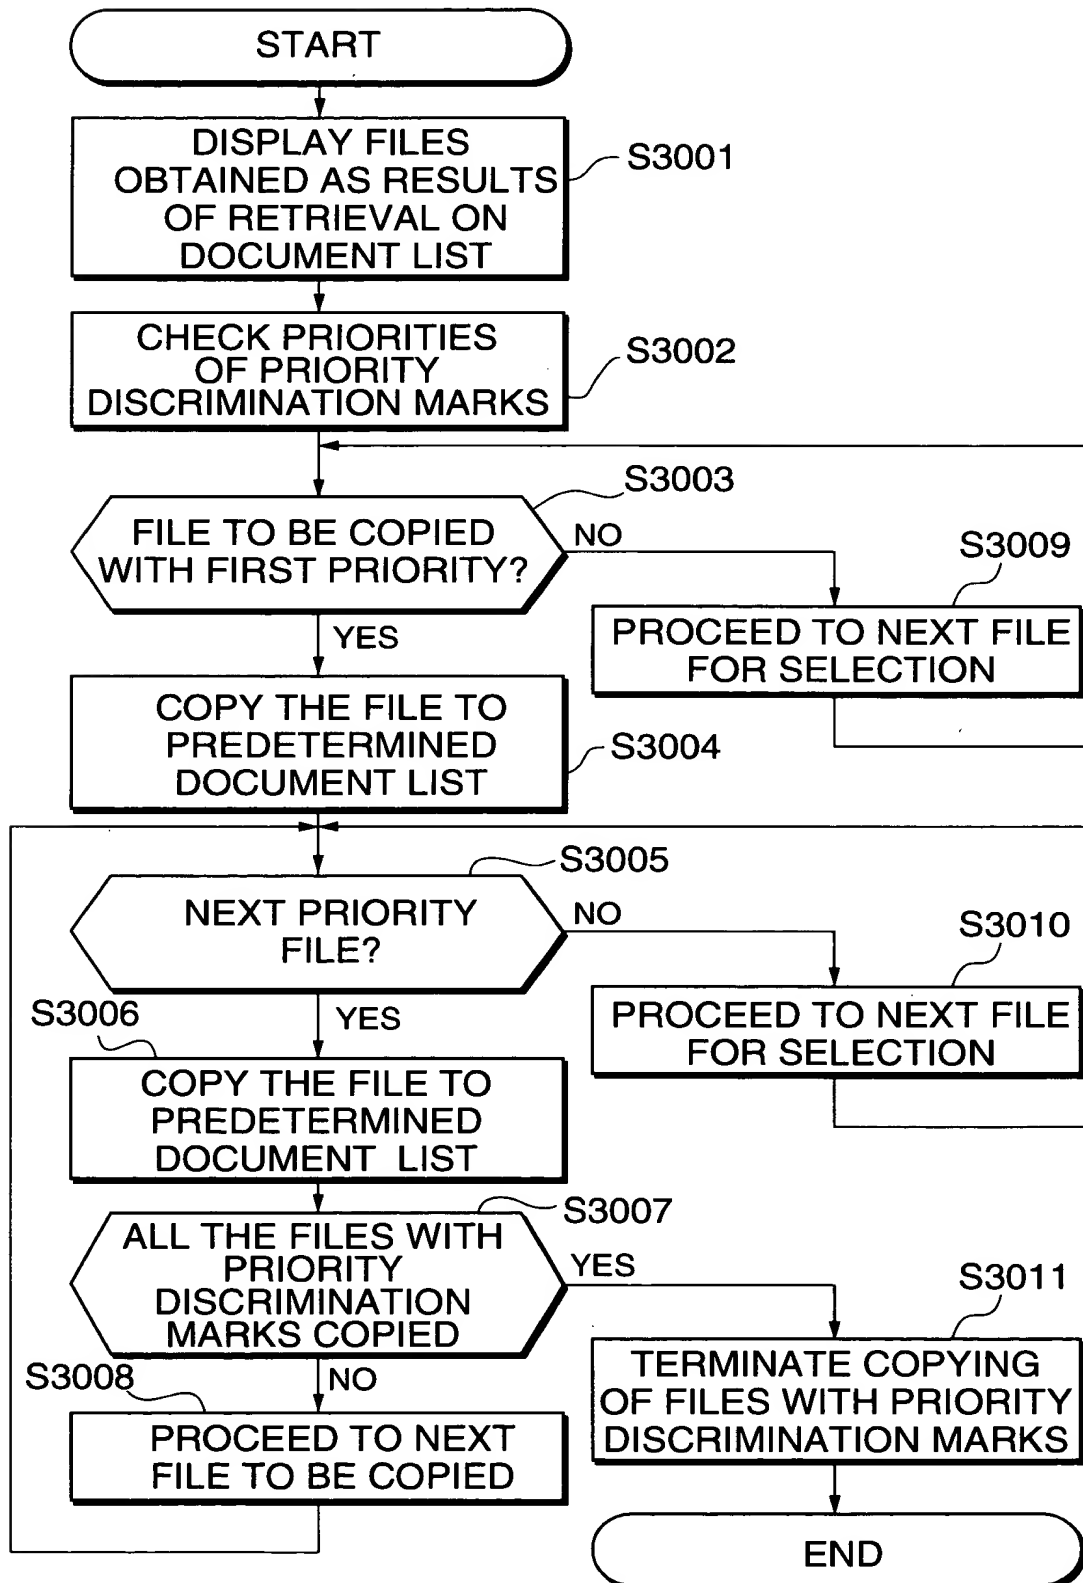 START
DISPLAY FILES
OBTAINED AS RESULTS
OF RETRIEVAL ON
DOCUMENT LIST
S3001
CHECK PRIORITIES
OF PRIORITY
DISCRIMINATION MARKS
S3002
S3003
FILE TO BE COPIED
WITH FIRST PRIORITY?
NO
YES
S3009
PROCEED TO NEXT FILE
FOR SELECTION
COPY THE FILE TO
PREDETERMINED
DOCUMENT LIST
S3004
S3005
NEXT PRIORITY
FILE?
NO
YES
S3010
PROCEED TO NEXT FILE
FOR SELECTION
S3006
COPY THE FILE TO
PREDETERMINED
DOCUMENT LIST
S3007
ALL THE FILES WITH
PRIORITY
DISCRIMINATION
MARKS COPIED
YES
NO
S3011
TERMINATE COPYING
OF FILES WITH PRIORITY
DISCRIMINATION MARKS
S3008
PROCEED TO NEXT
FILE TO BE COPIED
END